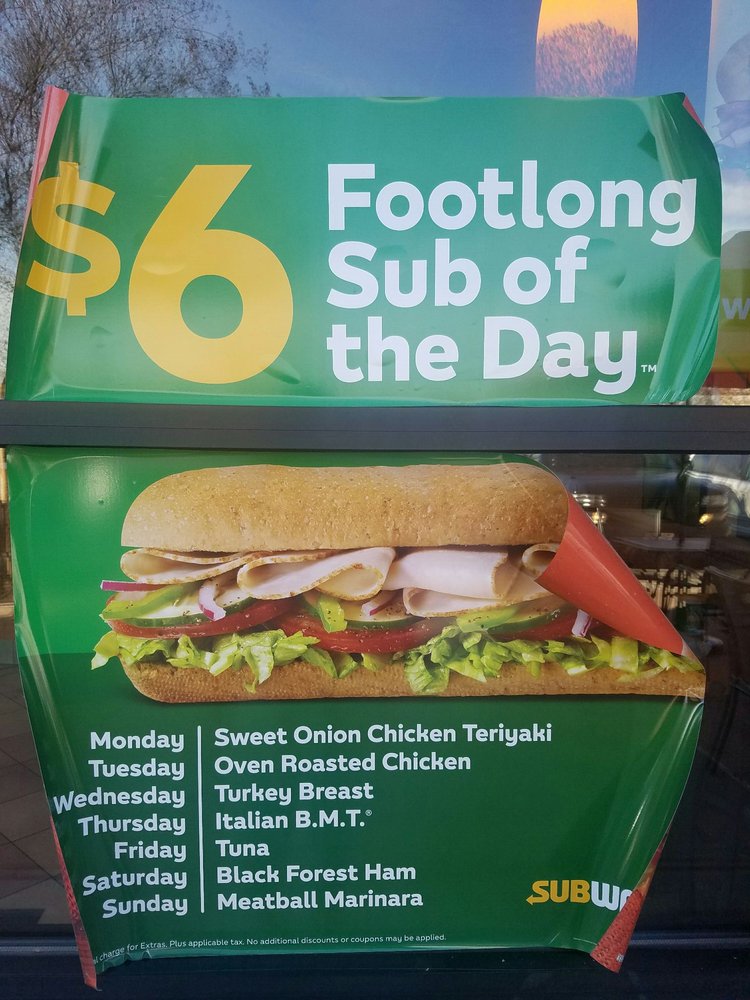 $6
Footlong
Sub of
the Day™
Monday | Sweet Onion Chicken Teriyaki
Tuesday | Oven Roasted Chicken
Wednesday | Turkey Breast
Thursday | Italian B.M.T.®
Friday | Tuna
Saturday | Black Forest Ham
Sunday | Meatball Marinara
SUBW
charge for Extras. Plus applicable tax. No additional discounts or coupons may be applied.